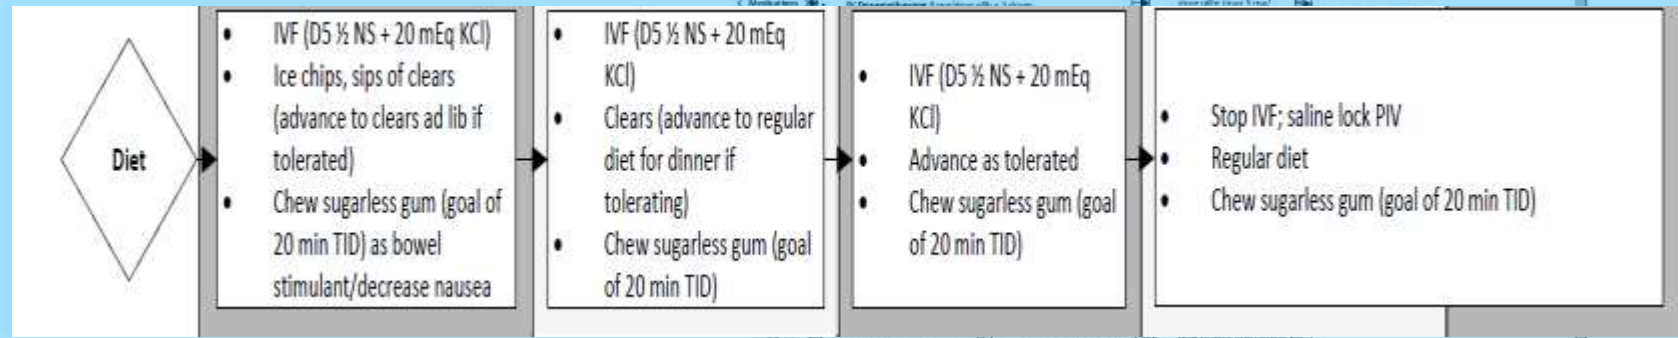 Diet
• IVF (D5 ½ NS + 20 mEq KCl)
• Ice chips, sips of clears
(advance to clears ad lib if
tolerated)
• Chew sugarless gum (goal of
20 min TID) as bowel
stimulant/decrease nausea
• IVF (D5 ½ NS + 20 mEq
KCl)
• Clears (advance to regular
diet for dinner if
tolerating)
• Chew sugarless gum (goal
of 20 min TID)
• IVF (D5 ½ NS + 20 mEq
KCl)
• Advance as tolerated
• Chew sugarless gum (goal
of 20 min TID)
• Stop IVF; saline lock PIV
• Regular diet
• Chew sugarless gum (goal of 20 min TID)